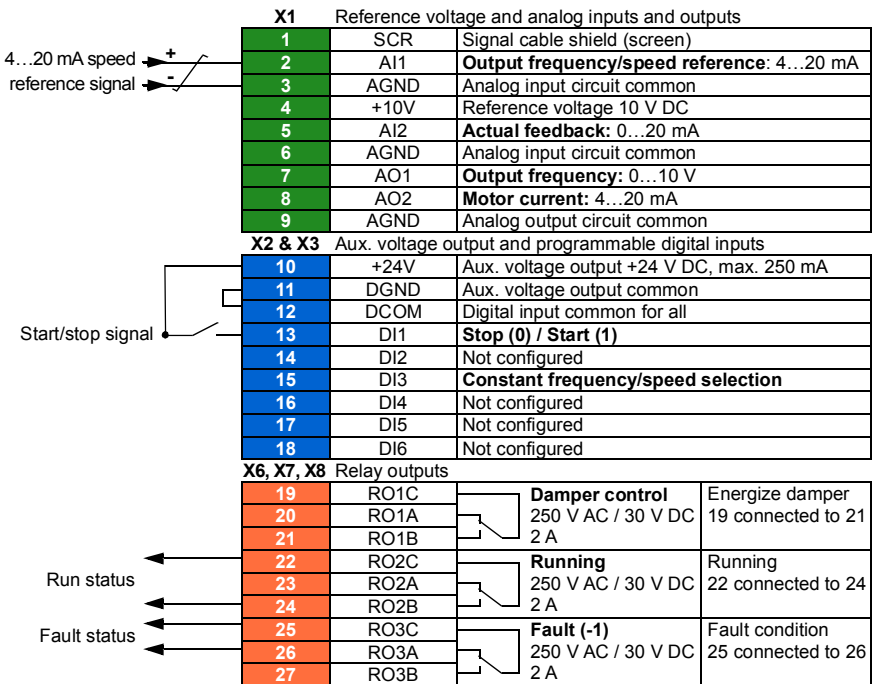 X1 Reference voltage and analog inputs and outputs
1 SCR Signal cable shield (screen)
4…20 mA speed + 2 AI1 Output frequency/speed reference: 4…20 mA
reference signal - 3 AGND Analog input circuit common
4 +10V Reference voltage 10 V DC
5 AI2 Actual feedback: 0…20 mA
6 AGND Analog input circuit common
7 AO1 Output frequency: 0…10 V
8 AO2 Motor current: 4…20 mA
9 AGND Analog output circuit common
X2 & X3 Aux. voltage output and programmable digital inputs
10 +24V Aux. voltage output +24 V DC, max. 250 mA
11 DGND Aux. voltage output common
12 DCOM Digital input common for all
Start/stop signal 13 DI1 Stop (0) / Start (1)
14 DI2 Not configured
15 DI3 Constant frequency/speed selection
16 DI4 Not configured
17 DI5 Not configured
18 DI6 Not configured
X6, X7, X8 Relay outputs
19 RO1C Damper control Energize damper
20 RO1A 250 V AC / 30 V DC 19 connected to 21
21 RO1B 2 A
22 RO2C Running Running
Run status 23 RO2A 250 V AC / 30 V DC 22 connected to 24
24 RO2B 2 A
Fault status 25 RO3C Fault (-1) Fault condition
26 RO3A 250 V AC / 30 V DC 25 connected to 26
27 RO3B 2 A